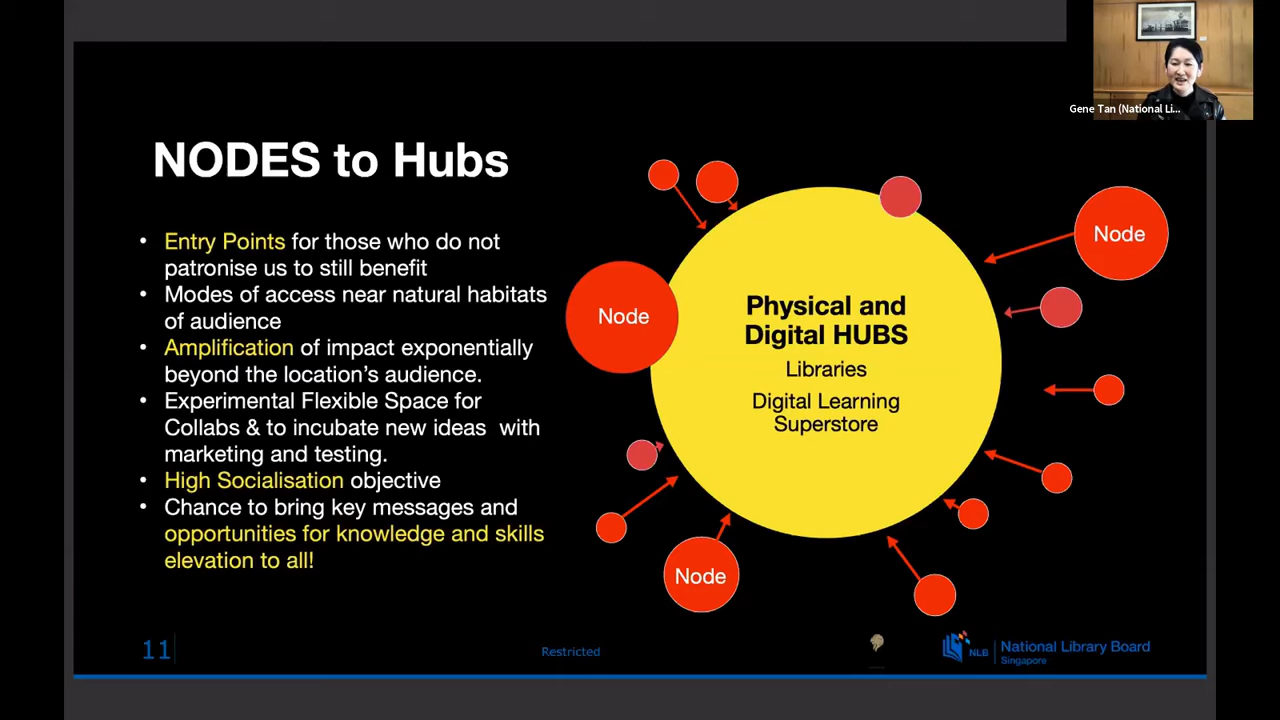 Gene Tan (National Li...
NODES to Hubs
• Entry Points for those who do not
patronise us to still benefit
• Modes of access near natural habitats
of audience
• Amplification of impact exponentially
beyond the location's audience.
• Experimental Flexible Space for
Collabs & to incubate new ideas with
marketing and testing.
• High Socialisation objective
• Chance to bring key messages and
opportunities for knowledge and skills
elevation to all!
Node
Node
Physical and
Digital HUBS
Libraries
Digital Learning
Superstore
Node
11
Restricted
NLB
National Library Board
Singapore